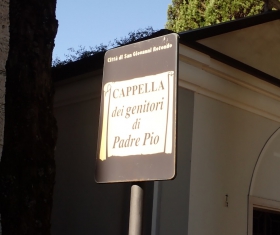 Città di San Giovanni Rotondo
CAPPELLA
dei genitori
di
Padre Pio